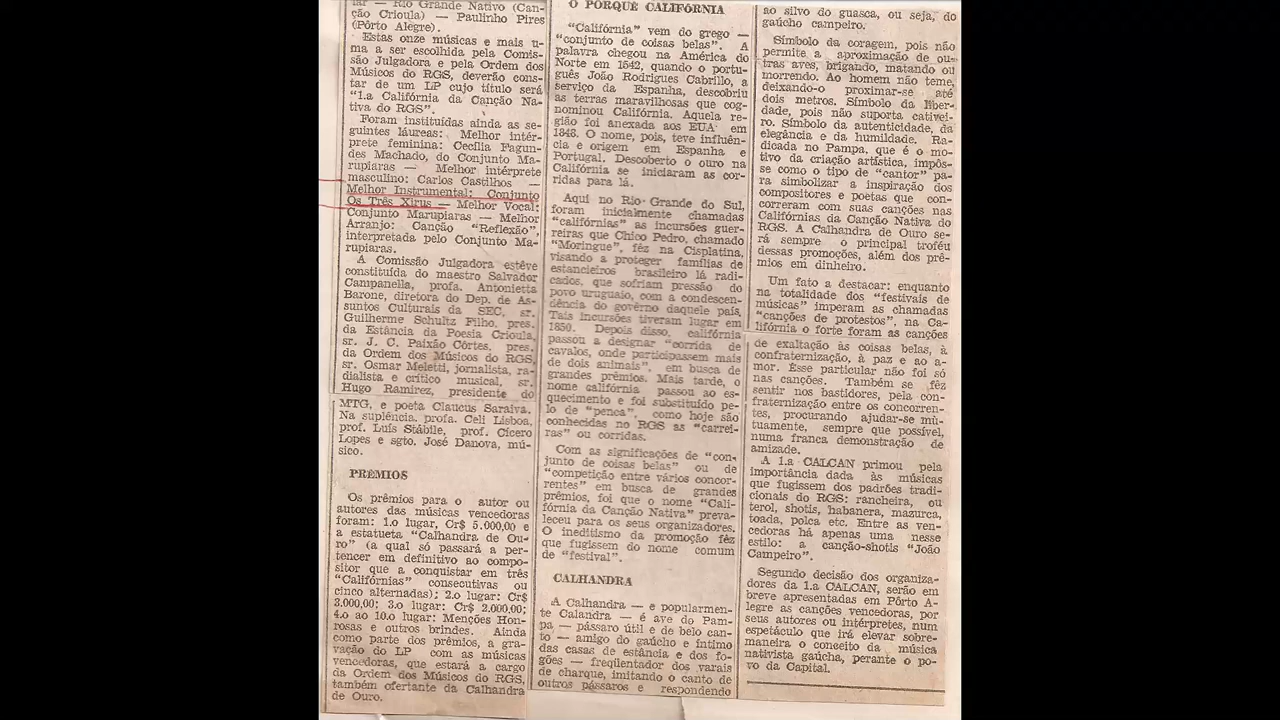 lar — Rio Grande Nativo (Can-
ção Crioula) — Paulinho Pires
(Pôrto Alegre).
Estas onze músicas e mais u-
ma a ser escolhida pela Comis-
são Julgadora e pela Ordem dos
Músicos do RGS, deverão cons-
tar de um LP cujo título será
"1.a Califórnia da Canção Na-
tiva do RGS".
Foram instituídas ainda as se-
guintes láureas: Melhor intér-
prete feminina: Cecília Fagun-
des Machado, do Conjunto Ma-
rupiaras — Melhor intérprete
masculino: Carlos Castilhos —
Melhor Instrumental: Conjunto
Os Três Xirus — Melhor Vocal:
Conjunto Marupiaras — Melhor
Arranjo: Canção "Reflexão",
interpretada pelo Conjunto Ma-
rupiaras.
A Comissão Julgadora estêve
constituída do maestro Salvador
Campanella, profa. Antonietta
Barone, diretora do Dep. de As-
suntos Culturais da SEC, sr.
Guilherme Schultz Filho, pres.
da Estância da Poesia Crioula,
sr. J. C. Paixão Côrtes, pres.
da Ordem dos Músicos do RGS,
sr. Osmar Meletti, jornalista, ra-
dialista e crítico musical, sr.
Hugo Ramirez, presidente do
MTG, e poeta Claucus Saraiva.
Na suplência. profa. Celi Lisboa,
prof. Luís Stábile, prof. Cícero
Lopes e sgto. José Danova, mú-
sico.
PRÊMIOS
Os prêmios para o autor ou
autores das músicas vencedoras
foram: 1.o lugar, Cr$ 5.000,00 e
a estatueta "Calhandra de Ou-
ro" (a qual só passará a per-
tencer em definitivo ao compo-
sitor que a conquistar em três
"Califórnias" consecutivas ou
cinco alternadas); 2.o lugar: Cr$
3.000,00; 3.o lugar: Cr$ 2.000,00;
4.o ao 10.o lugar: Menções Hon-
rosas e outros brindes. Ainda
como parte dos prêmios, a gra-
vação do LP com as músicas
vencedoras, que estará a cargo
da Ordem dos Músicos do RGS,
também ofertante da Calhandra
de Ouro.
O PORQUÊ CALIFÓRNIA
"Califórnia" vem do grego —
"conjunto de coisas belas". A
palavra chegou na América do
Norte em 1542, quando o portu-
guês João Rodrigues Cabrillo, a
serviço da Espanha, descobriu
as terras maravilhosas que cog-
nominou Califórnia. Aquela re-
gião foi anexada aos EUA em
1848. O nome, pois, teve influên-
cia e origem em Espanha e
Portugal. Descoberto o ouro na
Califórnia se iniciaram as cor-
ridas para lá.
Aqui no Rio Grande do Sul,
foram inicialmente chamadas
"califórnias" as incursões guer-
reiras que Chico Pedro, chamado
"Moringue", fêz na Cisplatina,
visando a proteger famílias de
estancieiros brasileiro lá radi-
cados, que sofriam pressão do
povo uruguaio, com a condescen-
dência do govêrno daquele país.
Tais incursões tiveram lugar em
1850. Depois disso, califórnia
passou a designar "corrida de
cavalos, onde participassem mais
de dois animais", em busca de
grandes prêmios. Mais tarde, o
nome califórnia passou ao es-
quecimento e foi substituído pe-
lo de "penca", como hoje são
conhecidas no RGS as "carrei-
ras" ou corridas.
Com as significações de "con-
junto de coisas belas" ou de
"competição entre vários concor-
rentes" em busca de grandes
prêmios, foi que o nome "Cali-
fórnia da Canção Nativa" preva-
leceu para os seus organizadores.
O ineditismo da promoção fêz
que fugissem do nome comum
de "festival".
CALHANDRA
A Calhandra — e popularmen-
te Calandra — é ave do Pam-
pa — pássaro útil e de belo can-
to — amigo do gaúcho e íntimo
das casas de estância e dos fo-
gões — freqüentador dos varais
de charque, imitando o canto de
outros pássaros e respondendo
ao silvo do guasca, ou seja, do
gaúcho campeiro.
Símbolo da coragem, pois não
permite a aproximação de ou-
tras aves, brigando, matando ou
morrendo. Ao homem não teme,
deixando-o proximar-se até
dois metros. Símbolo da liber-
dade, pois não suporta cativei-
ro. Símbolo da autenticidade, da
elegância e da humildade. Ra-
dicada no Pampa, que é o mo-
tivo da criação artística, impôs-
se como o tipo de "cantor" pa-
ra simbolizar a inspiração dos
compositores e poetas que con-
correram com suas canções nas
Califórnias da Canção Nativa do
RGS. A Calhandra de Ouro se-
rá sempre o principal troféu
dessas promoções, além dos prê-
mios em dinheiro.
Um fato a destacar: enquanto
na totalidade dos "festivais de
músicas" imperam as chamadas
"canções de protestos", na Ca-
lifórnia o forte foram as canções
de exaltação às coisas belas, à
confraternização, à paz e ao a-
mor. Êsse particular não foi só
nas canções. Também se fêz
sentir nos bastidores, pela con-
fraternização entre os concorren-
tes, procurando ajudar-se mù-
tuamente, sempre que possível,
numa franca demonstração de
amizade.
A 1.a CALCAN primou pela
importância dada às músicas
que fugissem dos padrões tradi-
cionais do RGS: rancheira, ou
terol, shotis, habanera, mazurca,
toada, polca etc. Entre as ven-
cedoras há apenas uma nesse
estilo: a canção-shotis "João
Campeiro".
Segundo decisão dos organiza-
dores da 1.a CALCAN, serão em
breve apresentadas em Pôrto A-
legre as canções vencedoras, por
seus autores ou intérpretes, num
espetáculo que irá elevar sobre-
maneira o conceito da música
nativista gaúcha, perante o po-
vo da Capital.